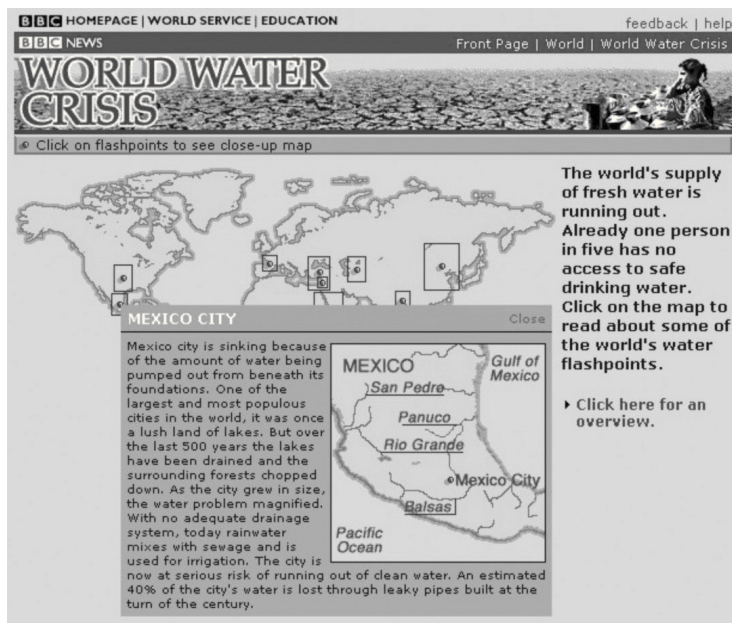 BBC HOMEPAGE | WORLD SERVICE | EDUCATION
feedback | help
BBC NEWS
Front Page | World | World Water Crisis
WORLD WATER
CRISIS
Click on flashpoints to see close-up map
The world's supply
of fresh water is
running out.
Already one person
in five has no
access to safe
drinking water.
Click on the map to
read about some of
the world's water
flashpoints.
Click here for an
overview.
MEXICO CITY
Close
Mexico city is sinking because
of the amount of water being
pumped out from beneath its
foundations. One of the
largest and most populous
cities in the world, it was once
a lush land of lakes. But over
the last 500 years the lakes
have been drained and the
surrounding forests chopped
down. As the city grew in size,
the water problem magnified.
With no adequate drainage
system, today rainwater
mixes with sewage and is
used for irrigation. The city is
now at serious risk of running out of clean water. An estimated
40% of the city's water is lost through leaky pipes built at the
turn of the century.
MEXICO
Gulf of
Mexico
San Pedro
Panuco
Rio Grande
Mexico City
Balsas
Pacific
Ocean